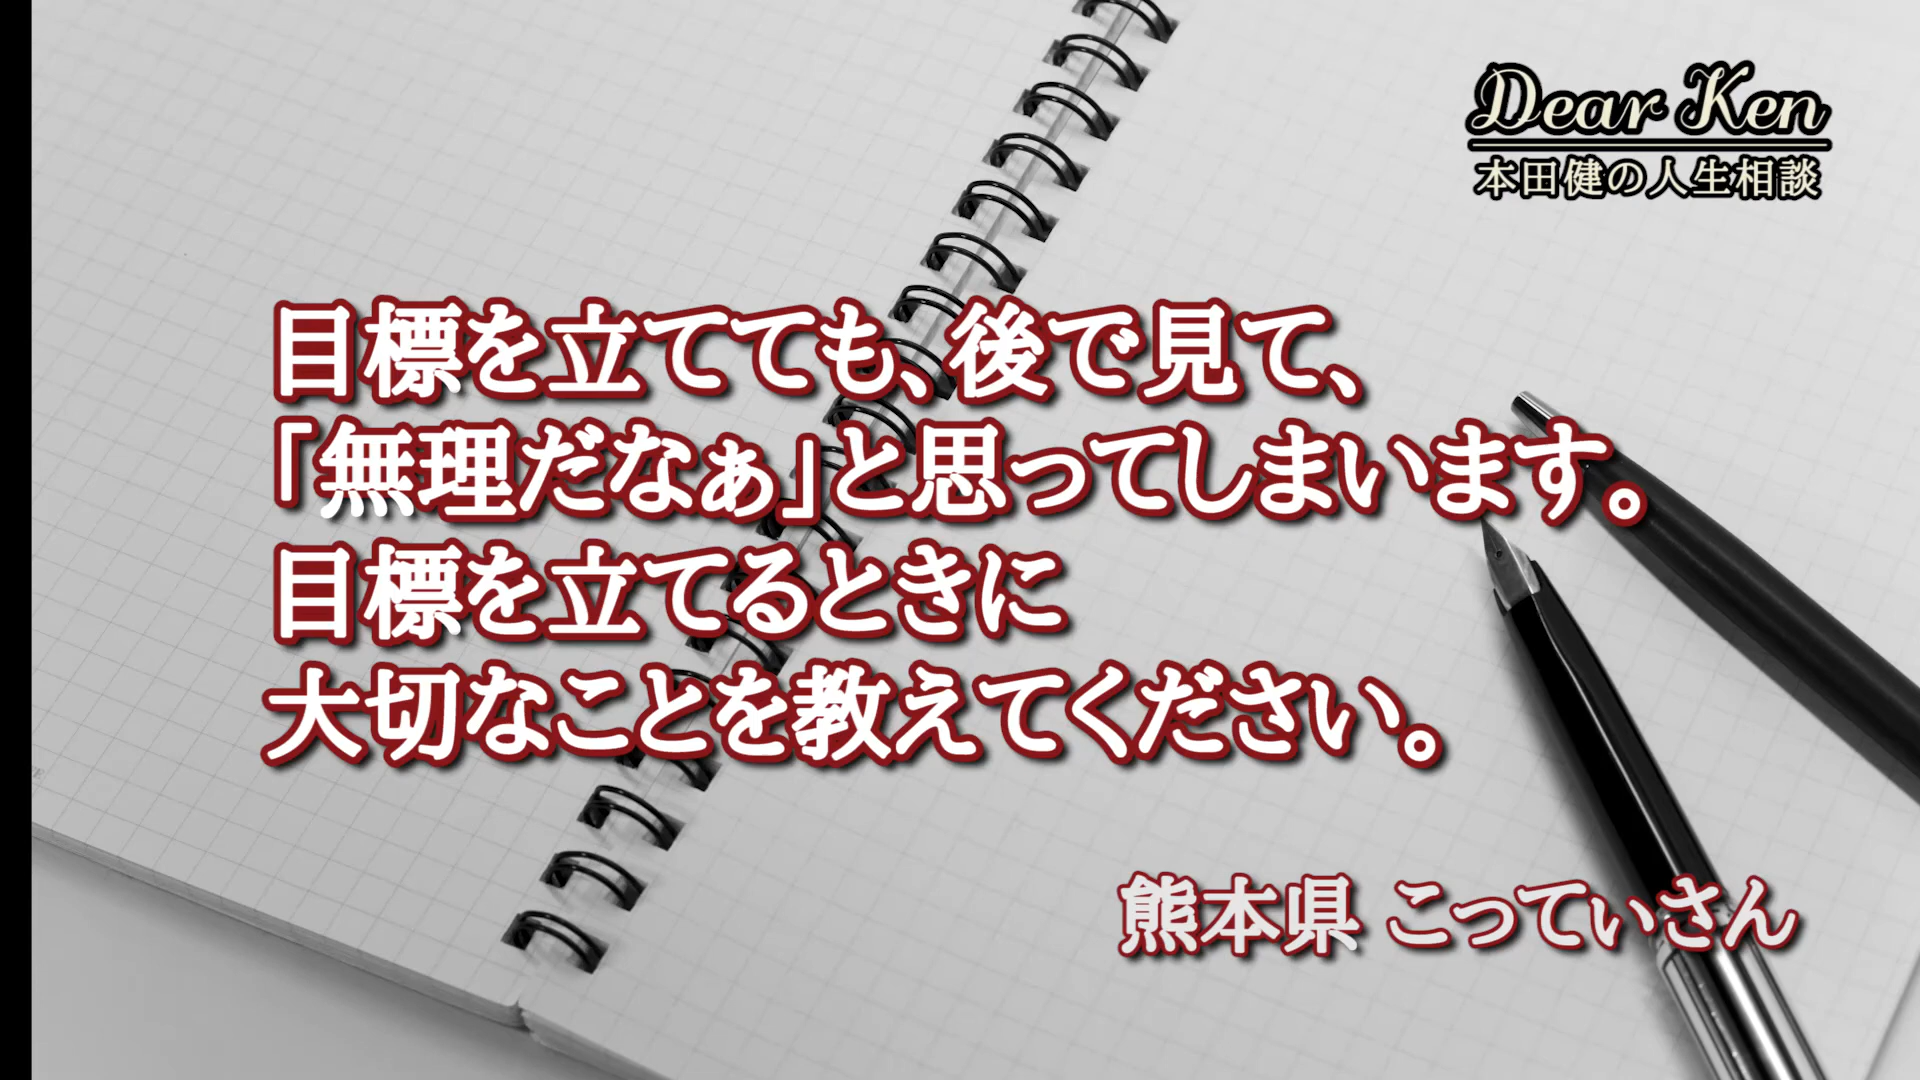 Dear Ken
本田健の人生相談
目標を立てても、後で見て、
「無理だなぁ」と思ってしまいます。
目標を立てるときに
大切なことを教えてください。
熊本県 こってぃさん